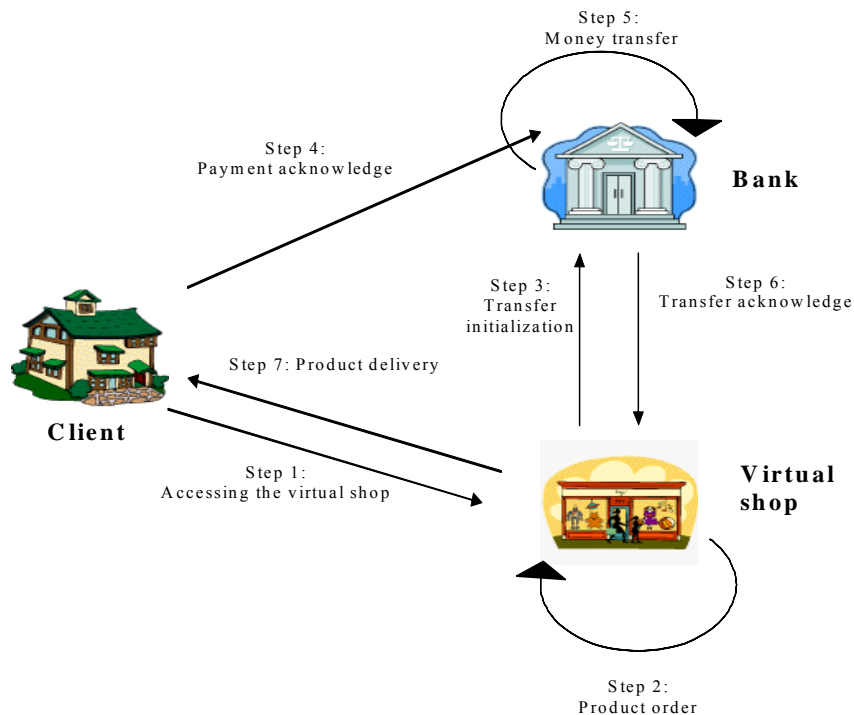 Step 5:
Money transfer
Step 4:
Payment acknowledge
Bank
Step 3:
Transfer
initialization
Step 6:
Transfer acknowledge
Step 7: Product delivery
Client
Step 1:
Accessing the virtual shop
Virtual
shop
Step 2:
Product order